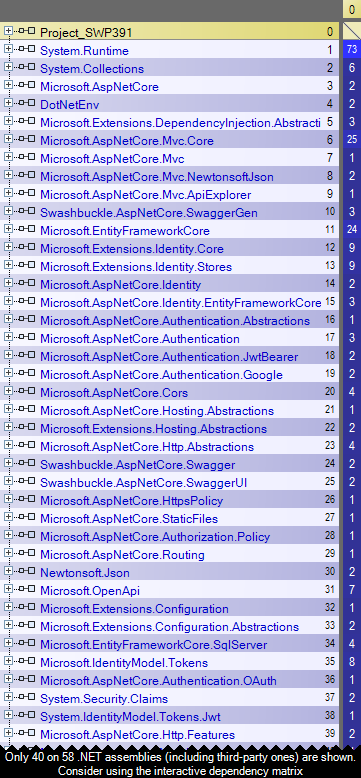 0
Project_SWP391 0
System.Runtime 1 73
System.Collections 2 6
Microsoft.AspNetCore 3 2
DotNetEnv 4 2
Microsoft.Extensions.DependencyInjection.Abstracti 5 3
Microsoft.AspNetCore.Mvc.Core 6 25
Microsoft.AspNetCore.Mvc 7 1
Microsoft.AspNetCore.Mvc.NewtonsoftJson 8 2
Microsoft.AspNetCore.Mvc.ApiExplorer 9 1
Swashbuckle.AspNetCore.SwaggerGen 10 3
Microsoft.EntityFrameworkCore 11 24
Microsoft.Extensions.Identity.Core 12 9
Microsoft.Extensions.Identity.Stores 13 9
Microsoft.AspNetCore.Identity 14 2
Microsoft.AspNetCore.Identity.EntityFrameworkCore 15 3
Microsoft.AspNetCore.Authentication.Abstractions 16 1
Microsoft.AspNetCore.Authentication 17 3
Microsoft.AspNetCore.Authentication.JwtBearer 18 2
Microsoft.AspNetCore.Authentication.Google 19 2
Microsoft.AspNetCore.Cors 20 4
Microsoft.AspNetCore.Hosting.Abstractions 21 1
Microsoft.Extensions.Hosting.Abstractions 22 2
Microsoft.AspNetCore.Http.Abstractions 23 4
Swashbuckle.AspNetCore.Swagger 24 2
Swashbuckle.AspNetCore.SwaggerUI 25 2
Microsoft.AspNetCore.HttpsPolicy 26 1
Microsoft.AspNetCore.StaticFiles 27 1
Microsoft.AspNetCore.Authorization.Policy 28 1
Microsoft.AspNetCore.Routing 29 1
Newtonsoft.Json 30 2
Microsoft.OpenApi 31 7
Microsoft.Extensions.Configuration 32 1
Microsoft.Extensions.Configuration.Abstractions 33 2
Microsoft.EntityFrameworkCore.SqlServer 34 4
Microsoft.IdentityModel.Tokens 35 8
Microsoft.AspNetCore.Authentication.OAuth 36 1
System.Security.Claims 37 2
System.IdentityModel.Tokens.Jwt 38 1
Microsoft.AspNetCore.Http.Features 39 2
Only 40 on 58 .NET assemblies (including third-party ones) are shown.
Consider using the interactive dependency matrix